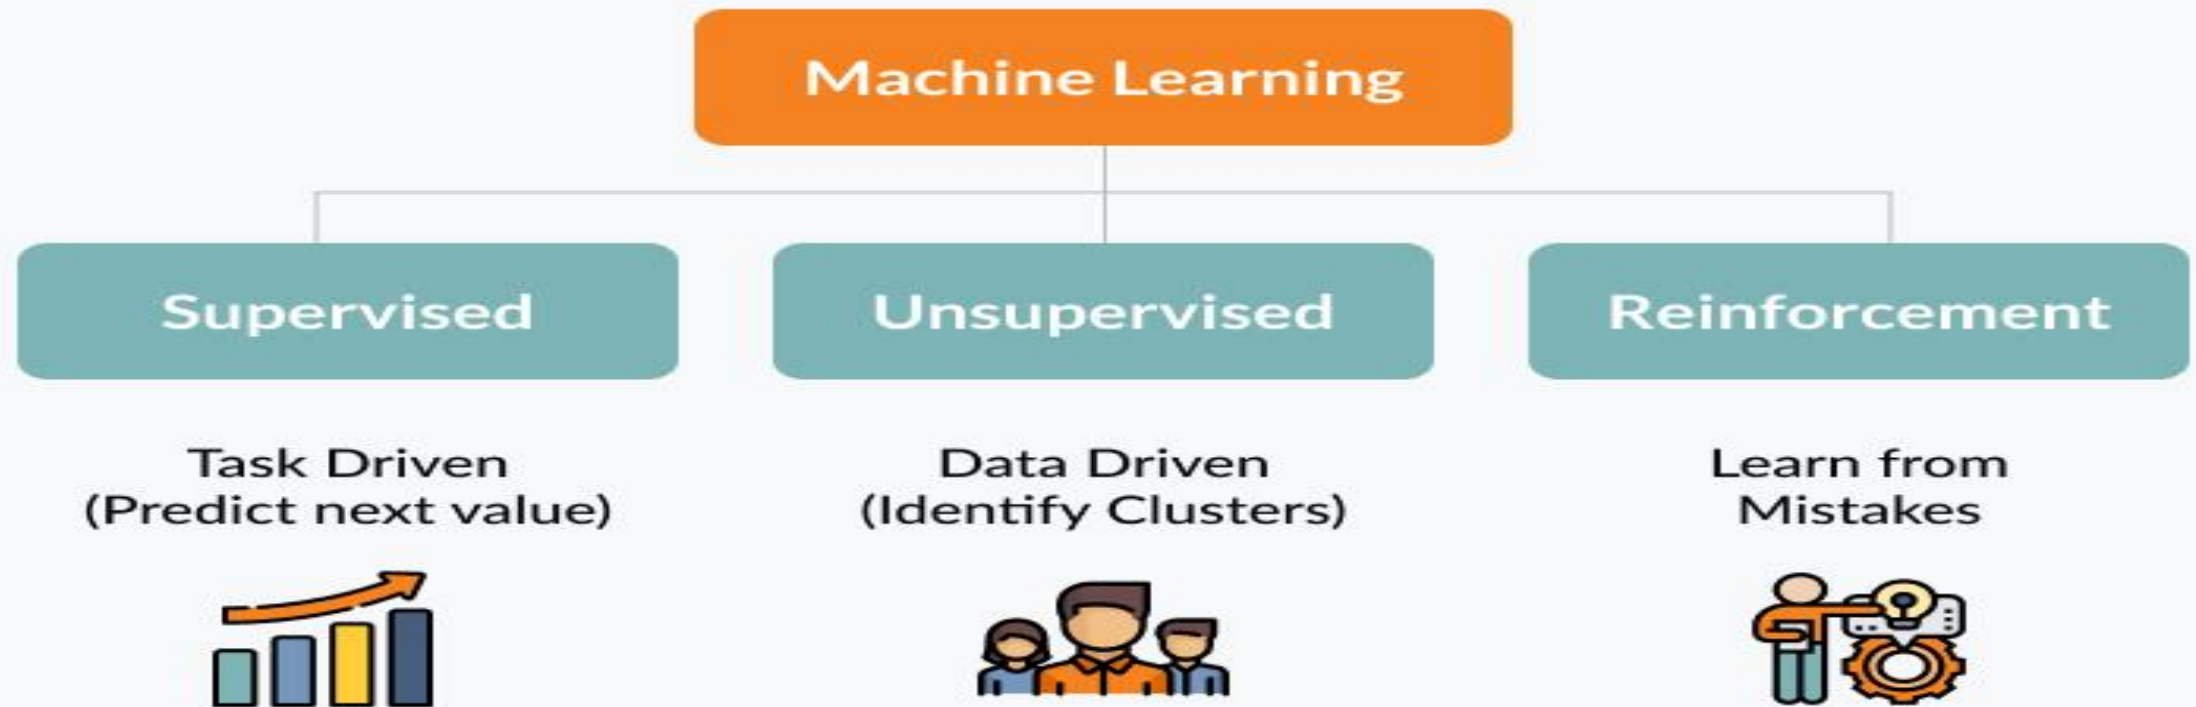 Machine Learning
Supervised
Unsupervised
Reinforcement
Task Driven
(Predict next value)
Data Driven
(Identify Clusters)
Learn from
Mistakes